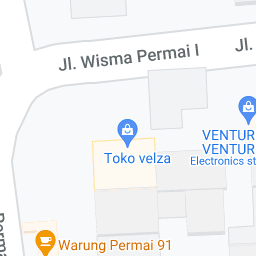 Jl. Wisma Permai I
Jl.
Toko velza
VENTUR
VENTUR
Electronics st
Warung Permai 91